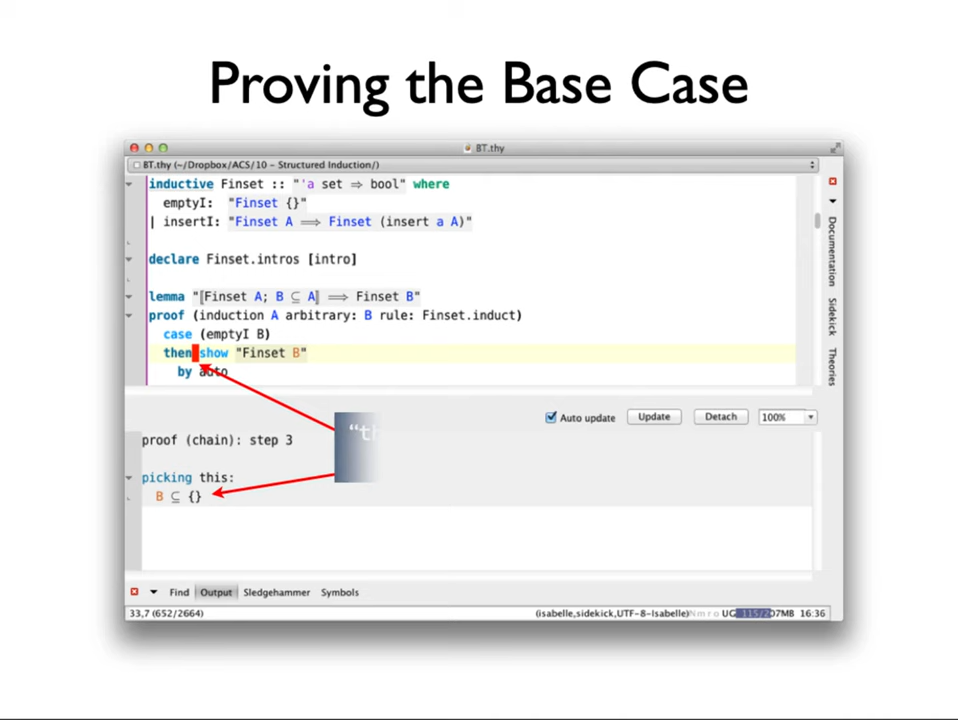 Proving the Base Case
BT.thy
BT.thy (~/Dropbox/ACS/10 - Structured Induction/)
inductive Finset :: "'a set ⇒ bool" where
emptyI: "Finset {}"
| insertI: "Finset A ⟹ Finset (insert a A)"
declare Finset.intros [intro]
lemma "⟦Finset A; B ⊆ A⟧ ⟹ Finset B"
proof (induction A arbitrary: B rule: Finset.induct)
case (emptyI B)
then show "Finset B"
by auto
Documentation
Sidekick
Theories
Auto update
Update
Detach
100%
proof (chain): step 3
picking this:
B ⊆ {}
Find
Output
Sledgehammer
Symbols
33,7 (652/2664)
(isabelle,sidekick,UTF-8-Isabelle)
16:36